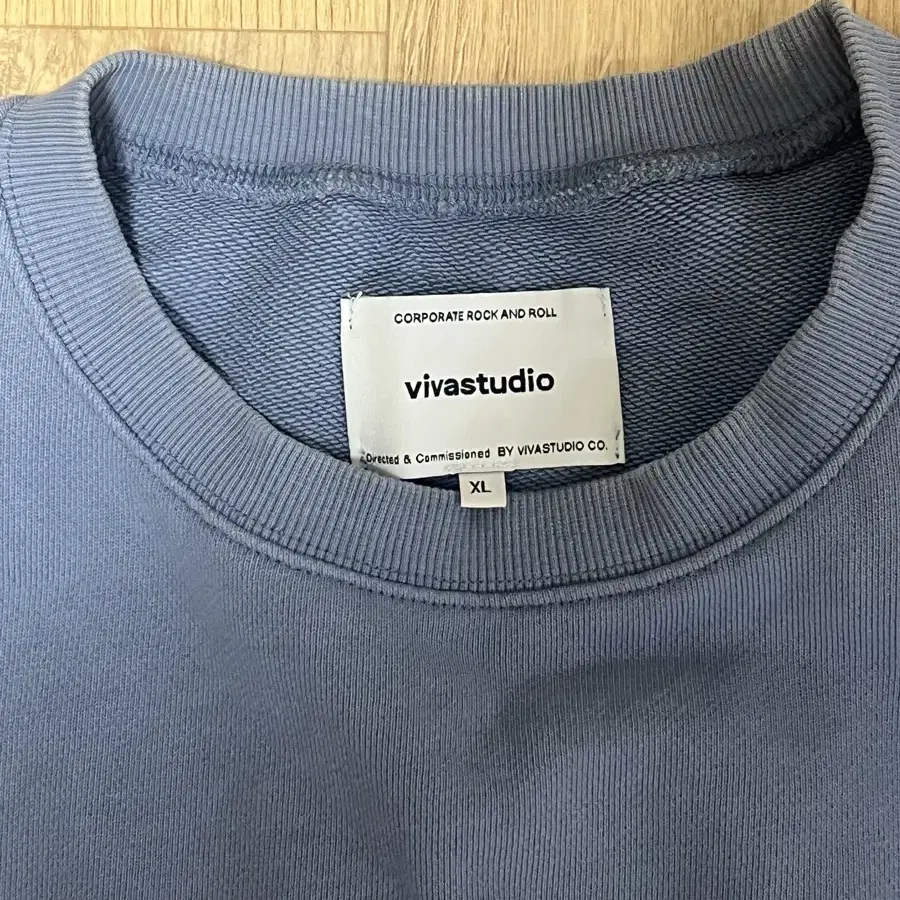 CORPORATE ROCK AND ROLL
vivastudio
Directed & Commissioned BY VIVASTUDIO CO.
XL